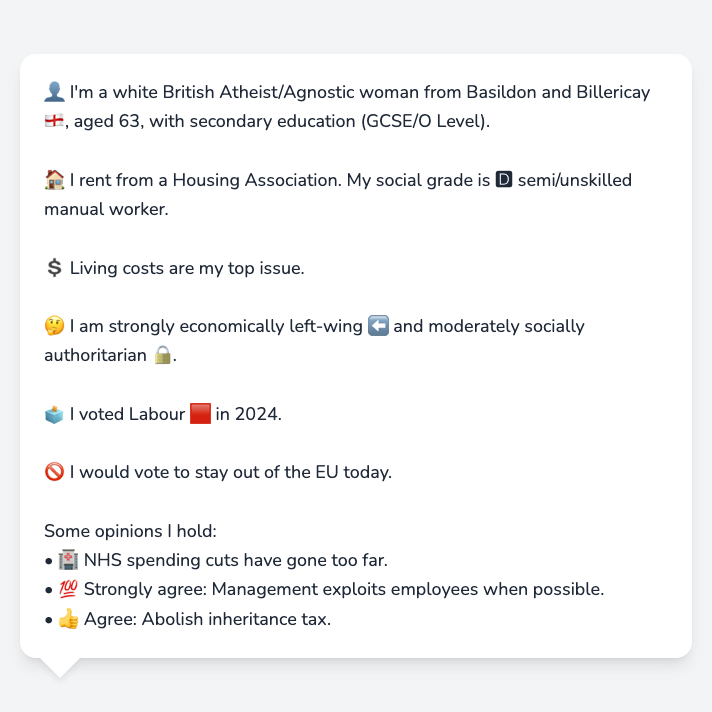 👤 I'm a white British Atheist/Agnostic woman from Basildon and Billericay
🏴󠁧󠁢󠁥󠁮󠁧󠁿, aged 63, with secondary education (GCSE/O Level).
🏠 I rent from a Housing Association. My social grade is 🅳 semi/unskilled
manual worker.
💲 Living costs are my top issue.
🤔 I am strongly economically left-wing ⬅️ and moderately socially
authoritarian 🔒.
🗳️ I voted Labour 🟥 in 2024.
🚫 I would vote to stay out of the EU today.
Some opinions I hold:
• 🏥 NHS spending cuts have gone too far.
• 💯 Strongly agree: Management exploits employees when possible.
• 👍 Agree: Abolish inheritance tax.